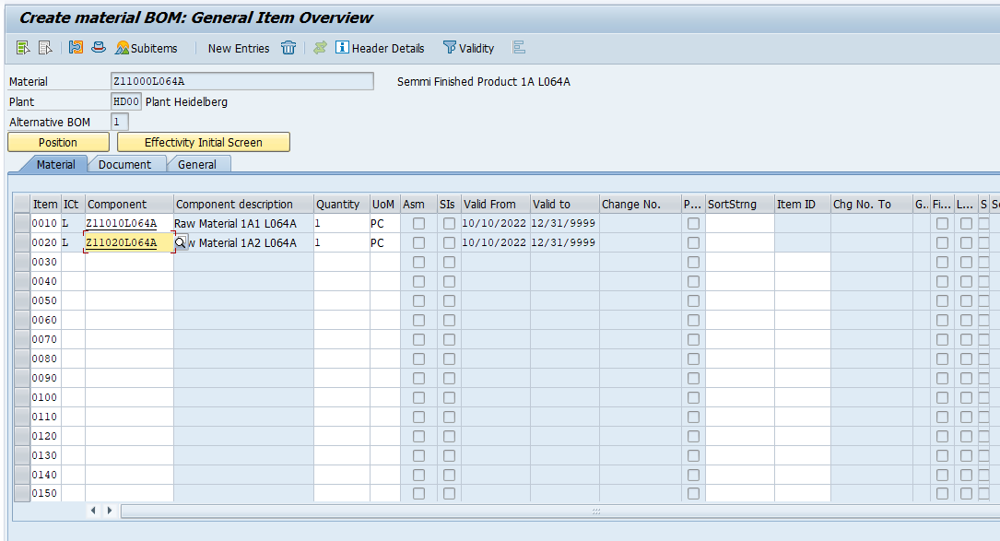 Create material BOM: General Item Overview
Subitems New Entries Header Details Validity
Material Z11000L064A Semmi Finished Product 1A L064A
Plant HD00 Plant Heidelberg
Alternative BOM 1
Position Effectivity Initial Screen
Material Document General
Item ICt Component Component description Quantity UoM Asm SIs Valid From Valid to Change No. P... SortStrng Item ID Chg No. To G.. Fi... L... S Se
0010 L Z11010L064A Raw Material 1A1 L064A 1 PC 10/10/2022 12/31/9999
0020 L Z11020L064A w Material 1A2 L064A 1 PC 10/10/2022 12/31/9999
0030
0040
0050
0060
0070
0080
0090
0100
0110
0120
0130
0140
0150